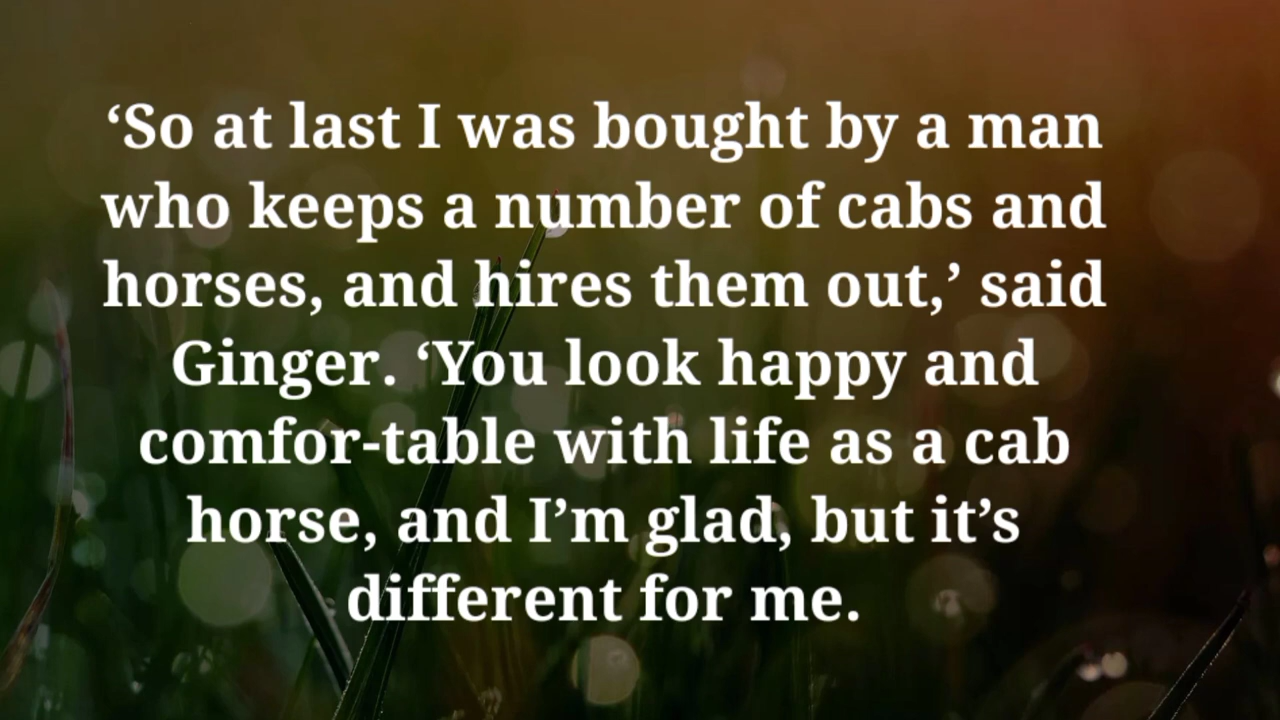 ‘So at last I was bought by a man
who keeps a number of cabs and
horses, and hires them out,’ said
Ginger. ‘You look happy and
comfor-table with life as a cab
horse, and I’m glad, but it’s
different for me.